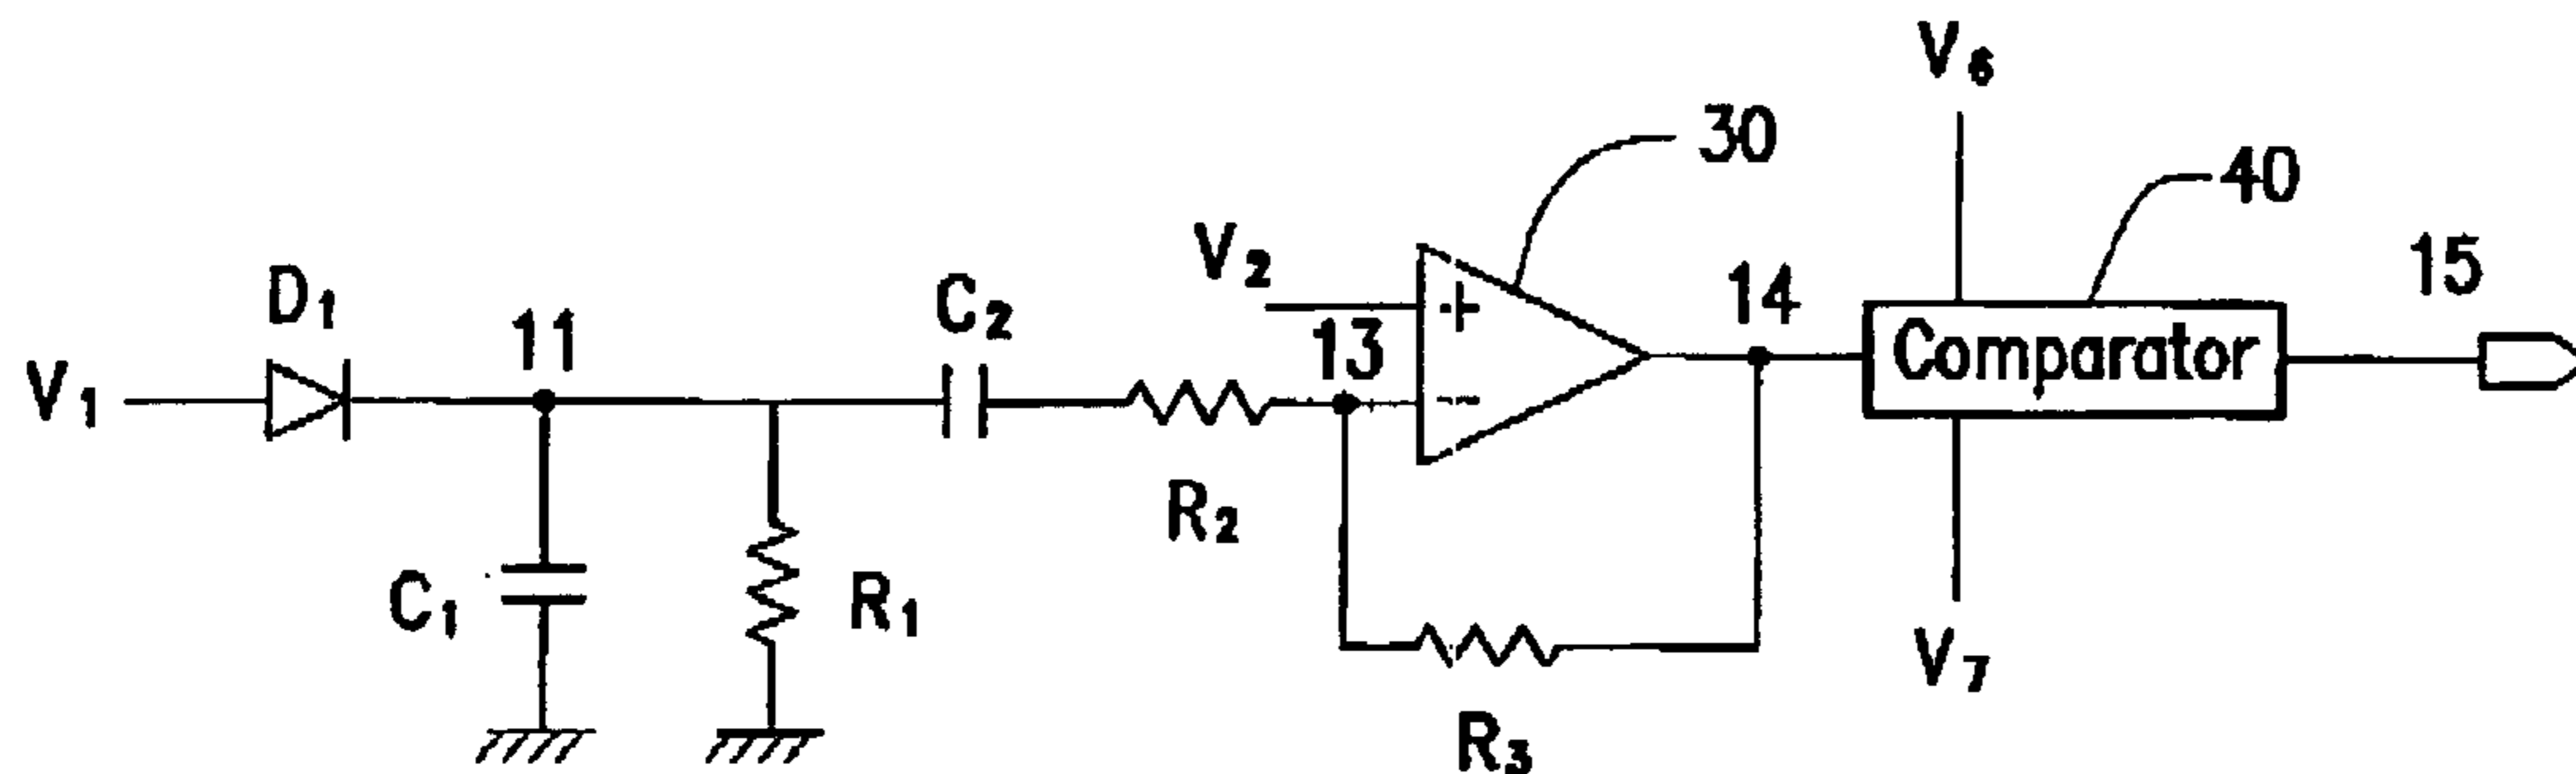 V₆
30
40
V₂
15
D₁
14
C₂
11
13
+
Comparator
V₁
-
R₂
C₁
R₁
V₇
R₃